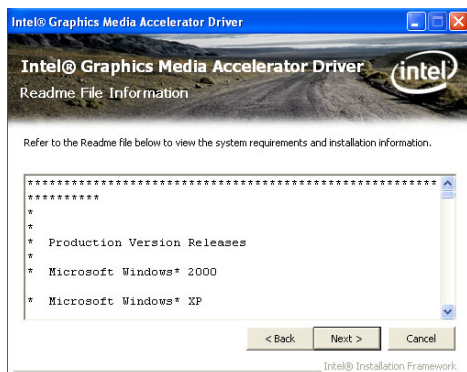 Intel® Graphics Media Accelerator Driver
Intel® Graphics Media Accelerator Driver
intel
Readme File Information
Refer to the Readme file below to view the system requirements and installation information.
********************************************************
**********
*
*
* Production Version Releases
*
* Microsoft Windows* 2000
*
* Microsoft Windows* XP
< Back Next > Cancel
Intel® Installation Framework